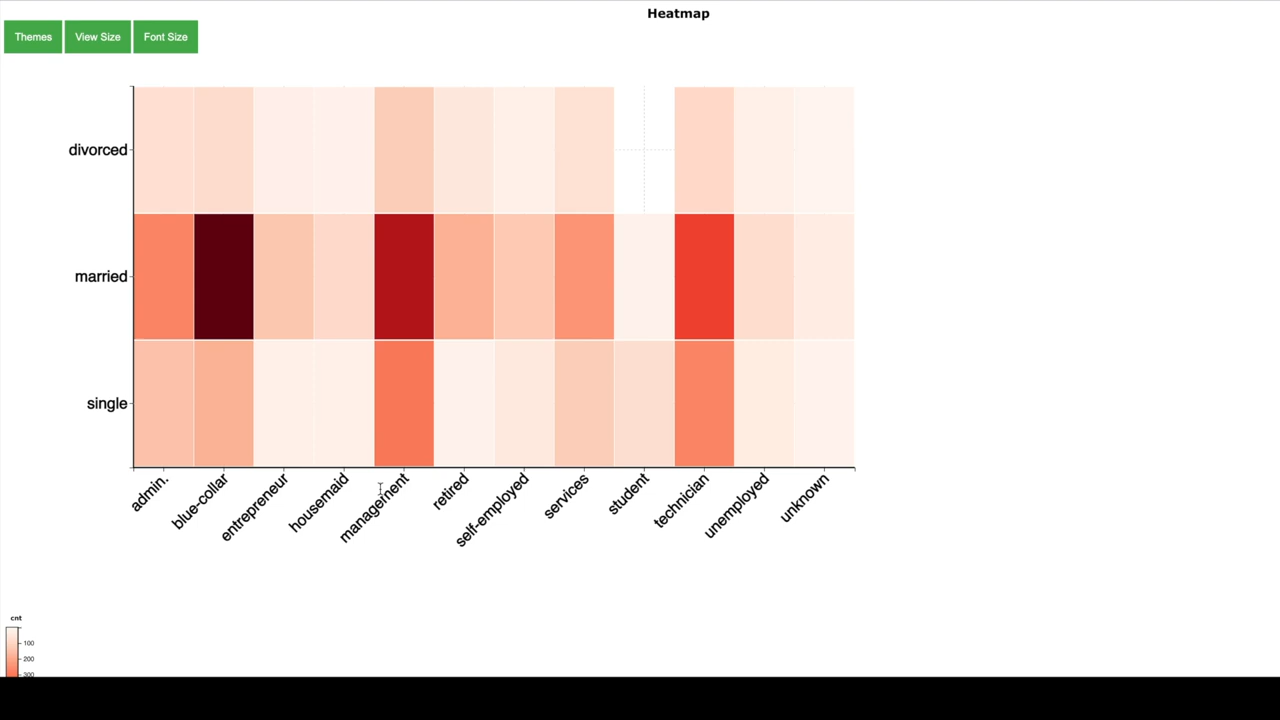 Heatmap
Themes
View Size
Font Size
divorced
married
single
admin.
blue-collar
entrepreneur
housemaid
management
retired
self-employed
services
student
technician
unemployed
unknown
cnt
100
200
300